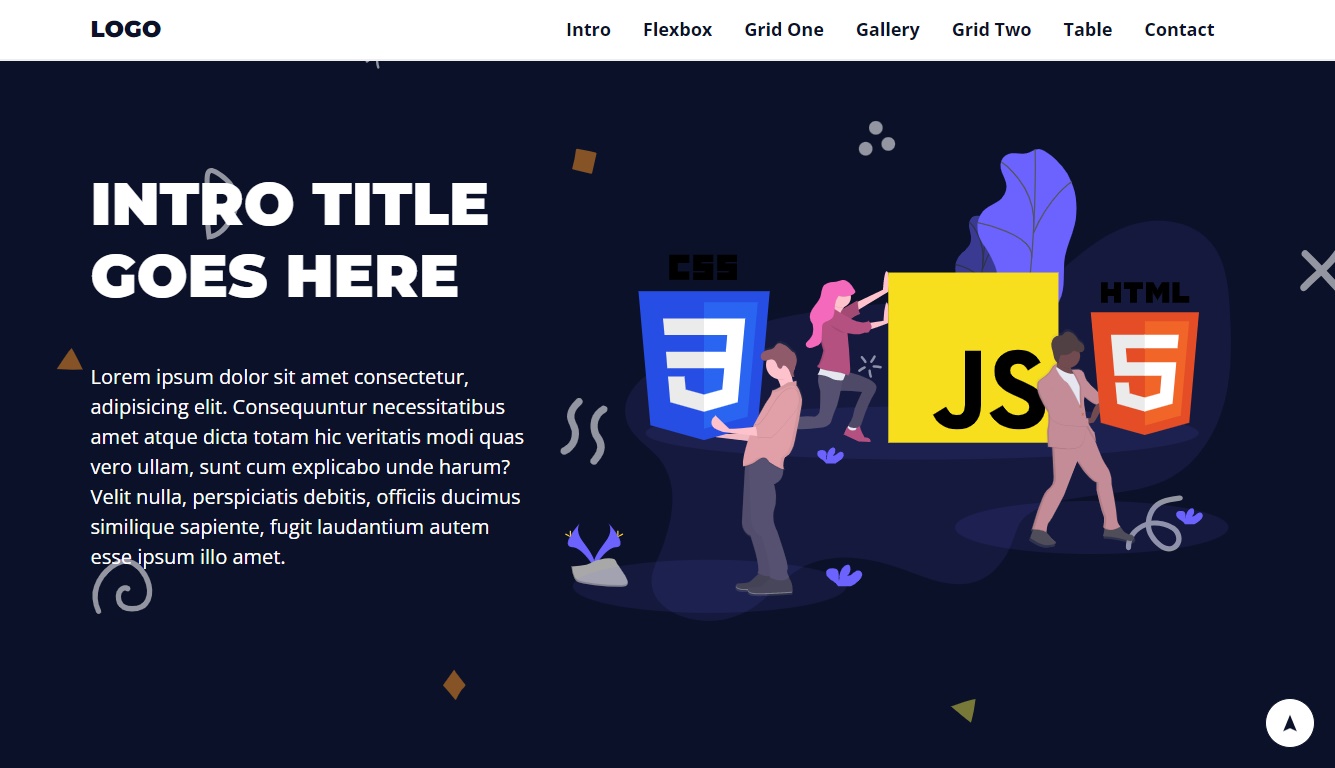 LOGO
Intro Flexbox Grid One Gallery Grid Two Table Contact
INTRO TITLE
GOES HERE
Lorem ipsum dolor sit amet consectetur,
adipisicing elit. Consequuntur necessitatibus
amet atque dicta totam hic veritatis modi quas
vero ullam, sunt cum explicabo unde harum?
Velit nulla, perspiciatis debitis, officiis ducimus
similique sapiente, fugit laudantium autem
esse ipsum illo amet.
CSS
3
JS
HTML
5